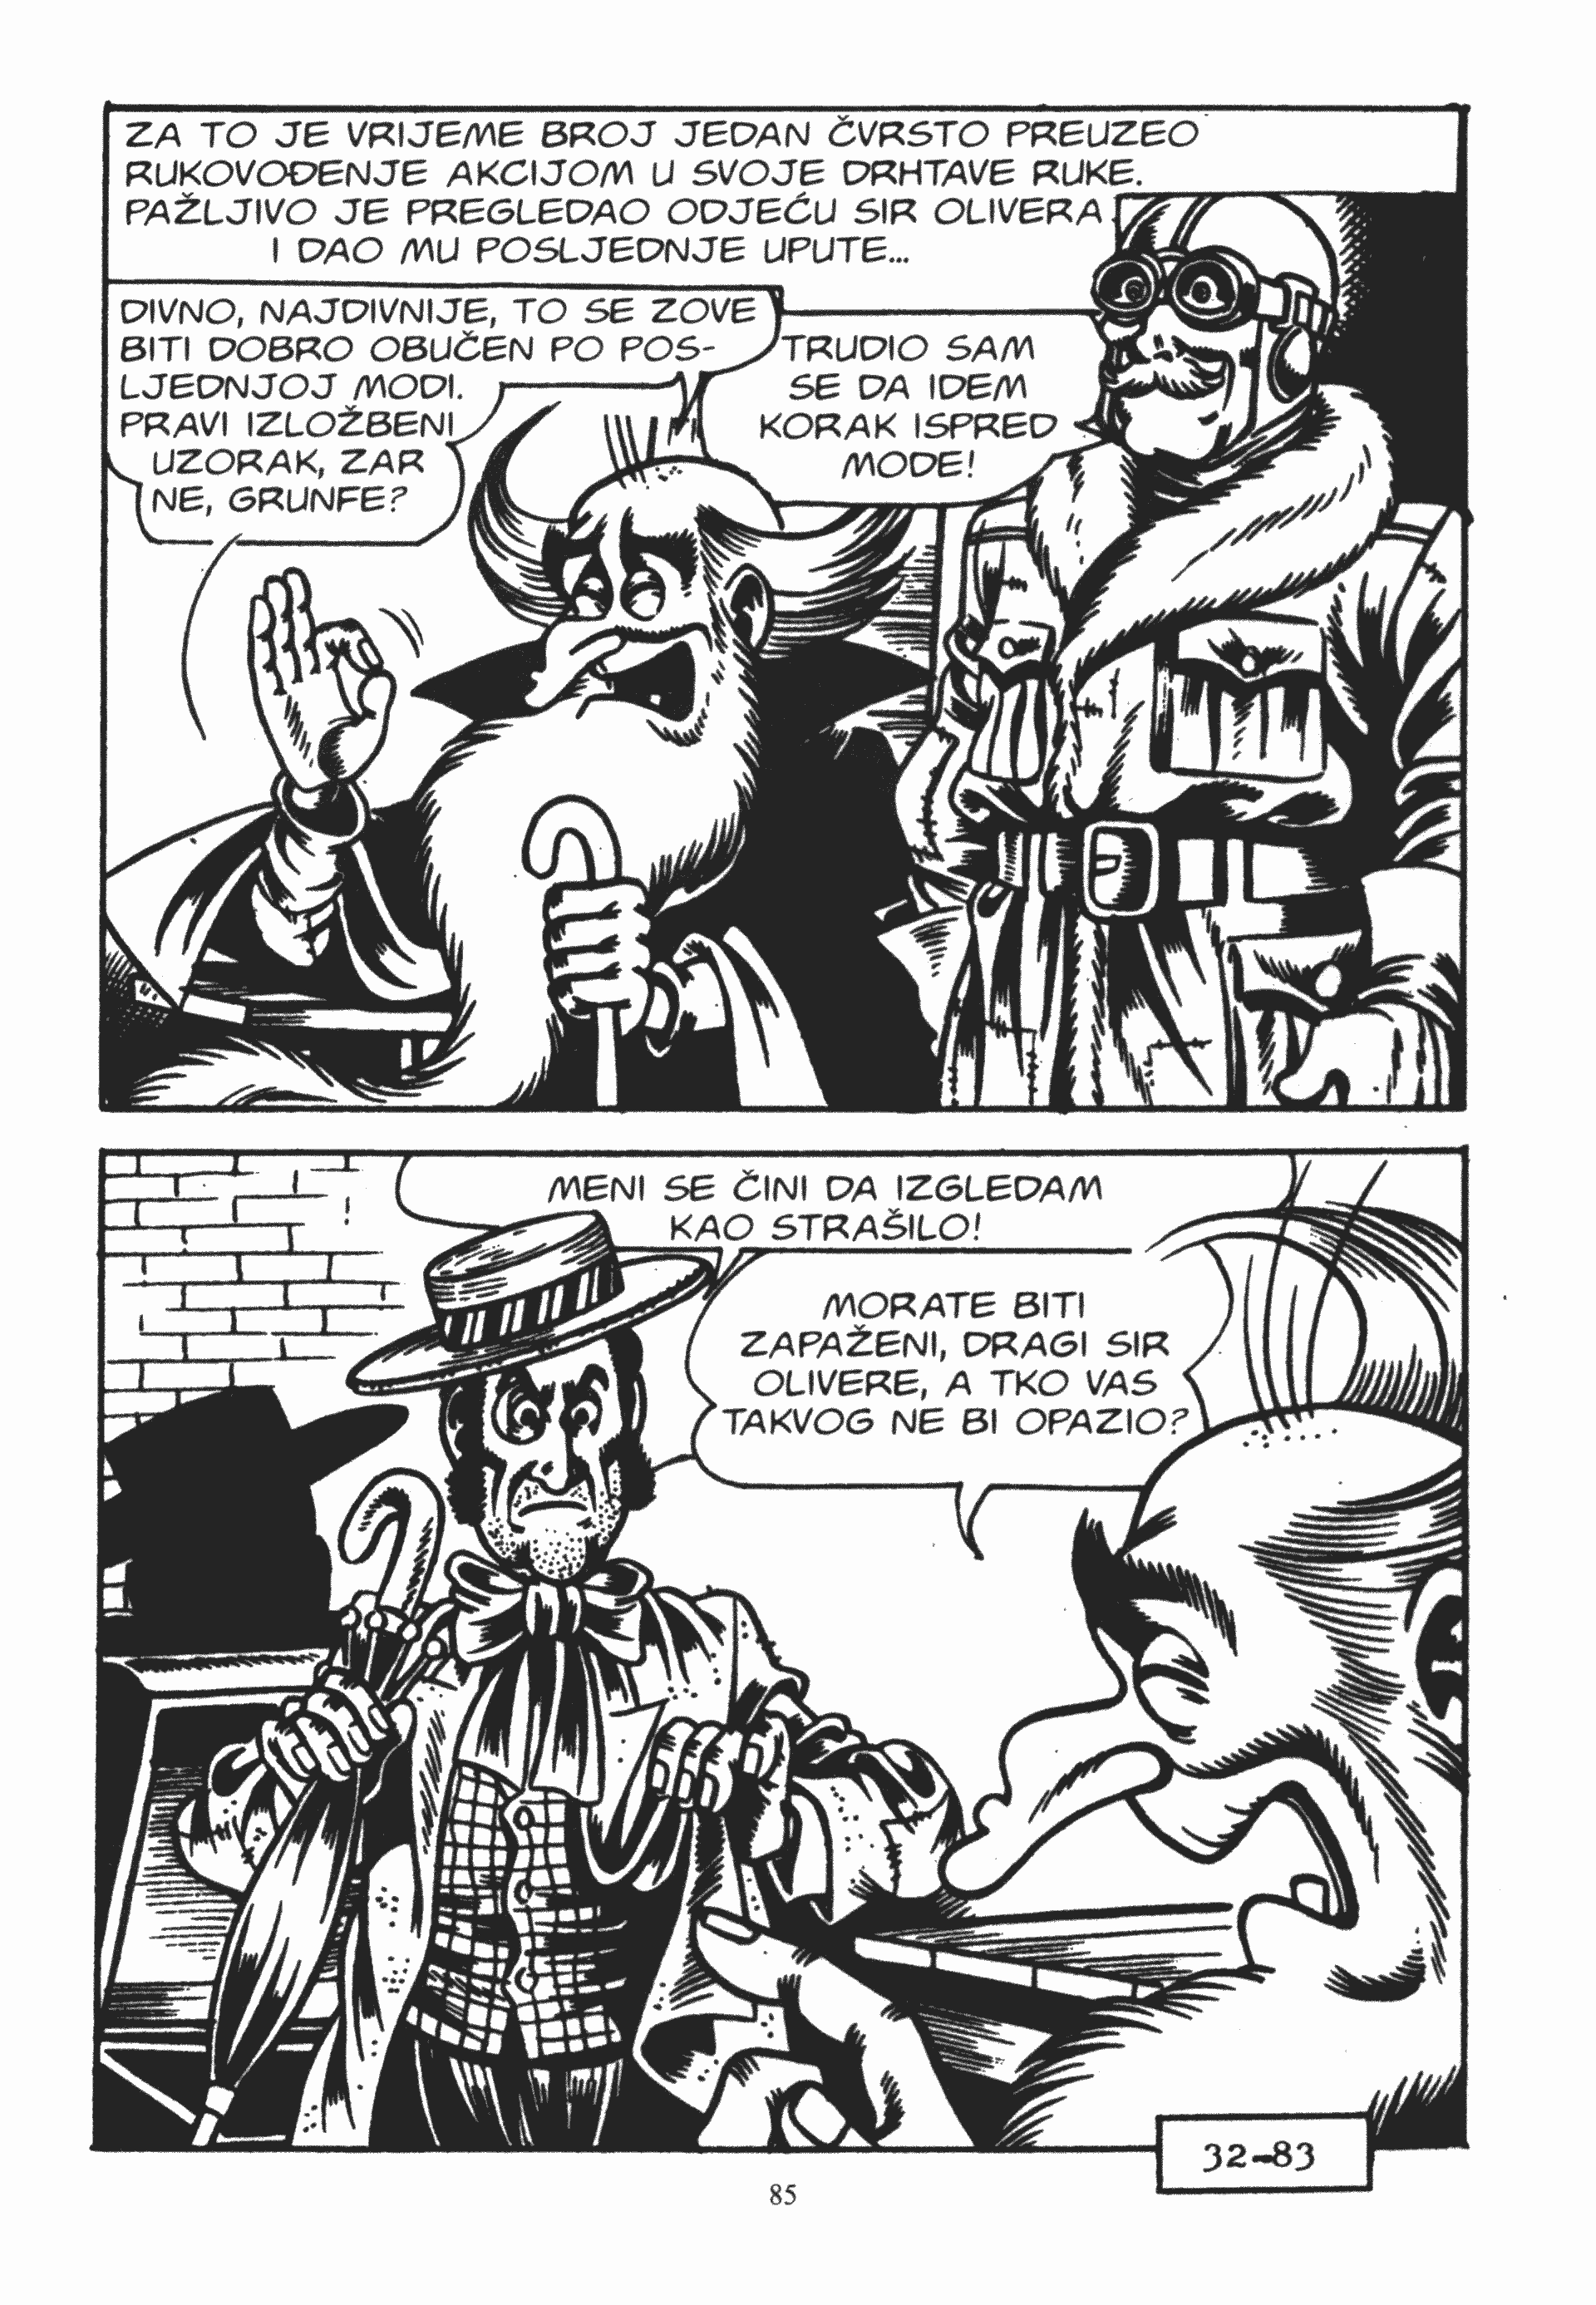 ZA TO JE VRIJEME BROJ JEDAN ČVRSTO PREUZEO
RUKOVOĐENJE AKCIJOM U SVOJE DRHTAVE RUKE.
PAŽLJIVO JE PREGLEDAO ODJEĆU SIR OLIVERA
I DAO MU POSLJEDNJE UPUTE...
DIVNO, NAJDIVNIJE, TO SE ZOVE
BITI DOBRO OBUČEN PO POS-
LJEDNJOJ MODI.
PRAVI IZLOŽBENI
UZORAK, ZAR
NE, GRUNFE?
TRUDIO SAM
SE DA IDEM
KORAK ISPRED
MODE!
MENI SE ČINI DA IZGLEDAM
KAO STRAŠILO!
MORATE BITI
ZAPAŽENI, DRAGI SIR
OLIVERE, A TKO VAS
TAKVOG NE BI OPAZIO?
32-83
85